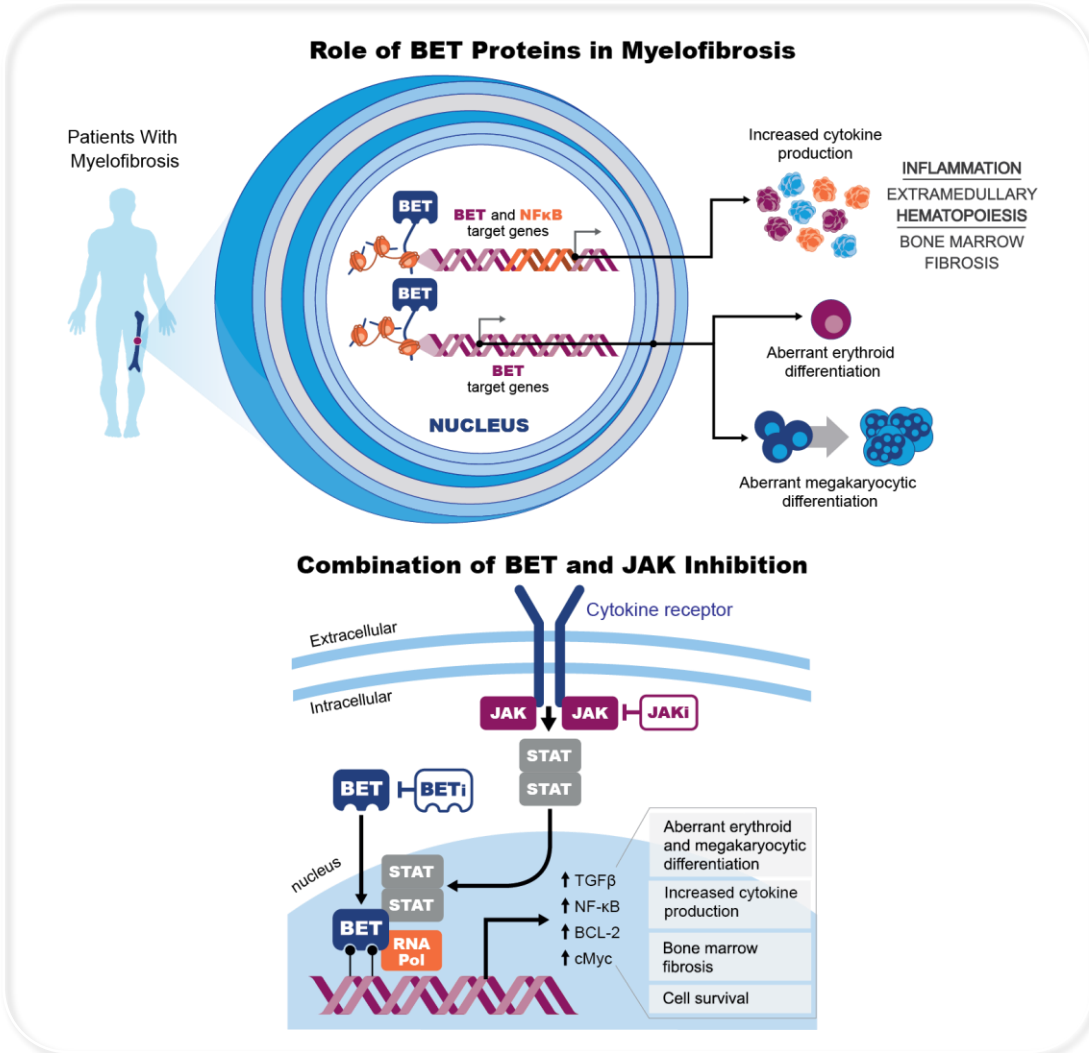 Role of BET Proteins in Myelofibrosis
Patients With
Myelofibrosis
BET
BET and NFκB
target genes
BET
BET
target genes
NUCLEUS
Increased cytokine
production
INFLAMMATION
EXTRAMEDULLARY
HEMATOPOIESIS
BONE MARROW
FIBROSIS
Aberrant erythroid
differentiation
Aberrant megakaryocytic
differentiation
Combination of BET and JAK Inhibition
Cytokine receptor
Extracellular
Intracellular
JAK
JAK
JAKi
STAT
STAT
BET
BETi
nucleus
STAT
STAT
BET
RNA
Pol
TGFβ
NF-κB
BCL-2
cMyc
Aberrant erythroid
and megakaryocytic
differentiation
Increased cytokine
production
Bone marrow
fibrosis
Cell survival